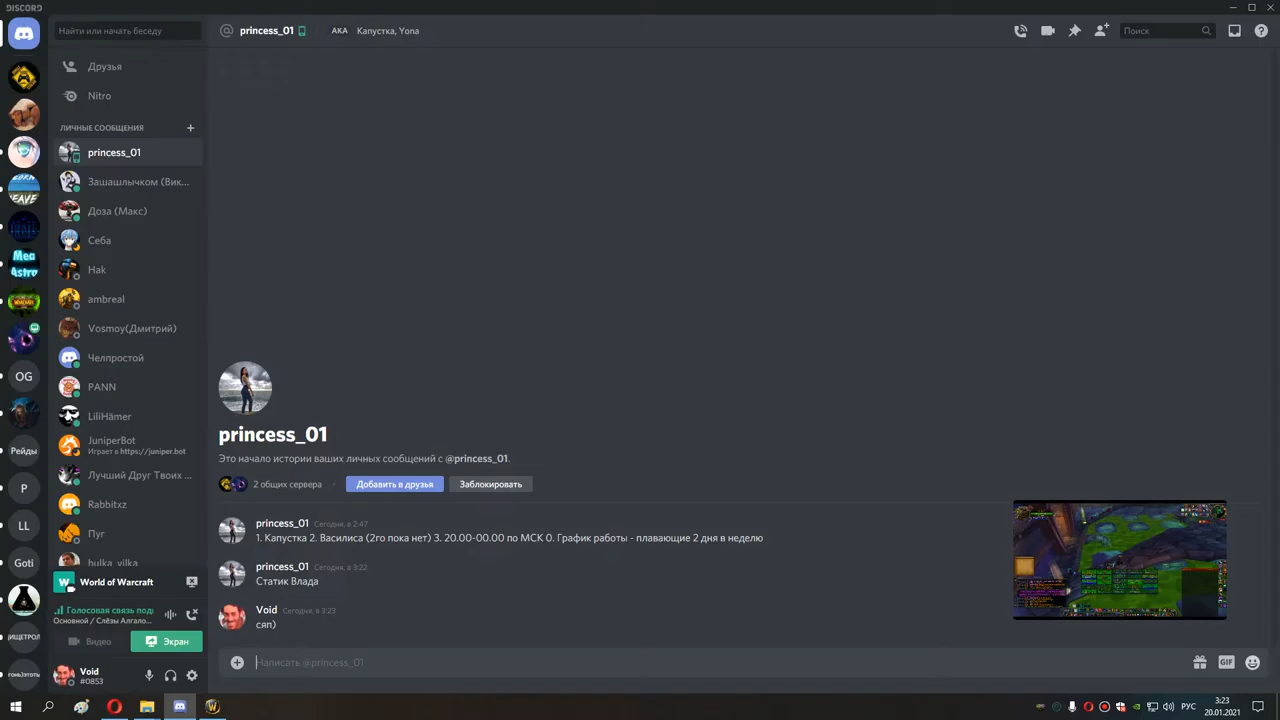 DISCORD
Найти или начать беседу
princess_01
AKA
Капустка, Yona
Поиск
Друзья
Nitro
ЛИЧНЫЕ СООБЩЕНИЯ
princess_01
Зашашлычком (Вик...
Доза (Макс)
Себа
Hak
ambreal
Vosmoy(Дмитрий)
Челпростой
PANN
LiliHämer
JuniperBot
Играет в https://juniper.bot
Лучший Друг Твоих ...
Rabbitxz
Пуг
hulka_vilka
OG
Рейды
P
LL
Goti
princess_01
Это начало истории ваших личных сообщений с @princess_01.
2 общих сервера
Добавить в друзья
Заблокировать
princess_01 Сегодня, в 2:47
1. Капустка 2. Василиса (2го пока нет) 3. 20.00-00.00 по МСК 0. График работы - плавающие 2 дня в неделю
princess_01 Сегодня, в 3:22
Статик Влада
Void Сегодня, в 3:23
сяп)
World of Warcraft
Голосовая связь под
Основной / Слёзы Алгало...
Видео
Экран
Void
#0853
Написать @princess_01
GIF
РУС
3:23
20.01.2021